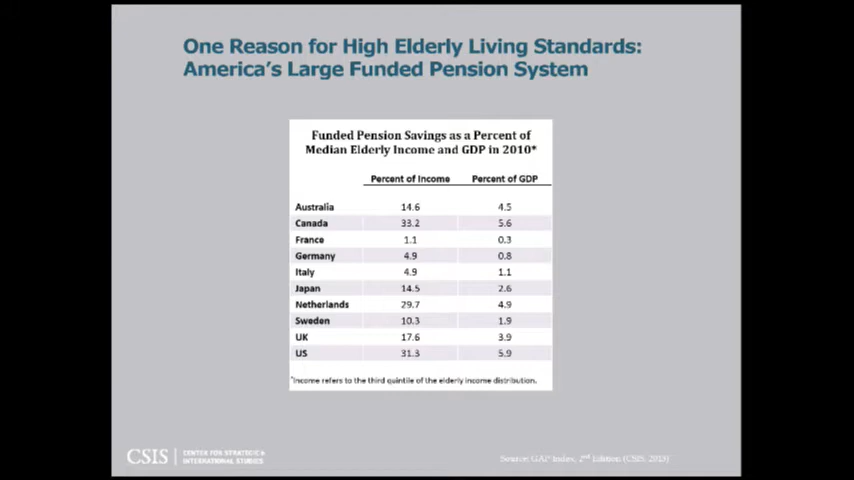 One Reason for High Elderly Living Standards:
America's Large Funded Pension System
Funded Pension Savings as a Percent of
Median Elderly Income and GDP in 2010*
Percent of Income Percent of GDP
Australia 14.6 4.5
Canada 33.2 5.6
France 1.1 0.3
Germany 4.9 0.8
Italy 4.9 1.1
Japan 14.5 2.6
Netherlands 29.7 4.9
Sweden 10.3 1.9
UK 17.6 3.9
US 31.3 5.9
*Income refers to the third quintile of the elderly income distribution.
CSIS CENTER FOR STRATEGIC &
INTERNATIONAL STUDIES
Source: GAP Index, 2nd Edition (CSIS, 2013)